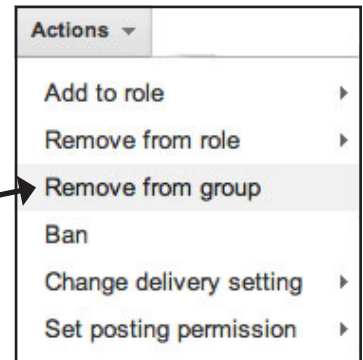 Actions
Add to role
Remove from role
Remove from group
Ban
Change delivery setting
Set posting permission